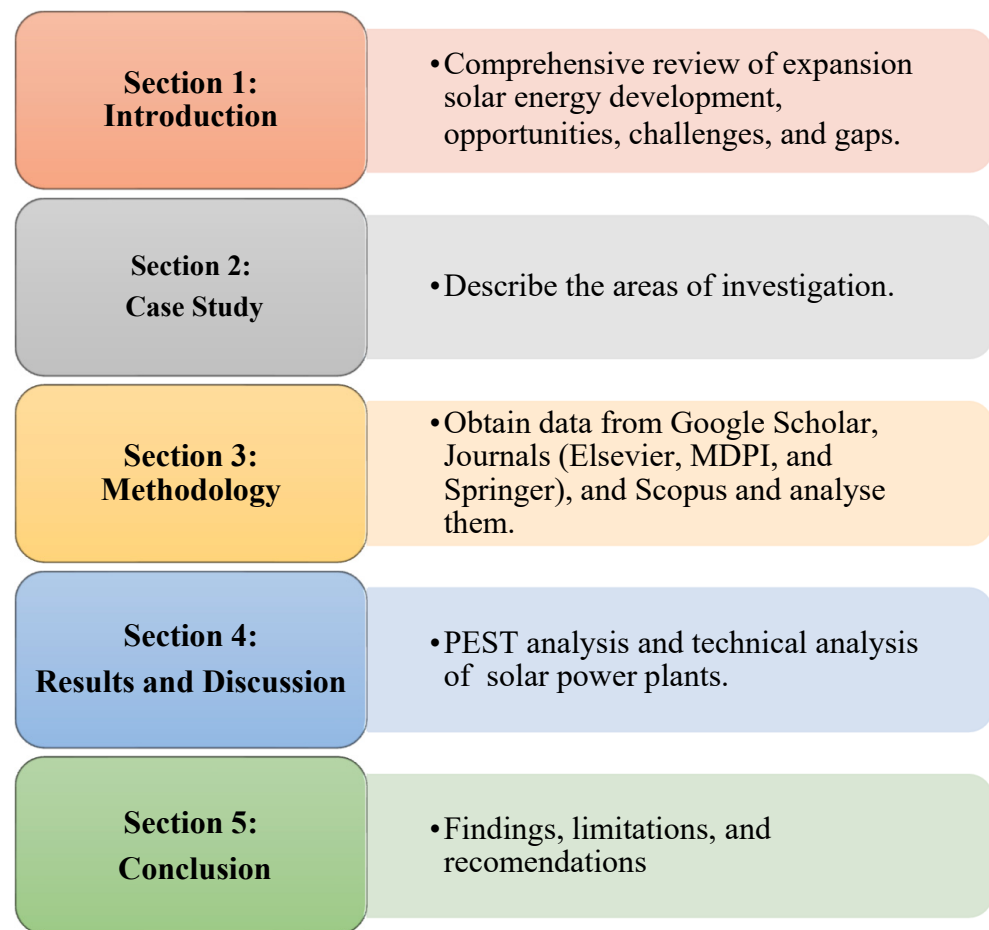 Section 1:
Introduction
•Comprehensive review of expansion
solar energy development,
opportunities, challenges, and gaps.
Section 2:
Case Study
•Describe the areas of investigation.
Section 3:
Methodology
•Obtain data from Google Scholar,
Journals (Elsevier, MDPI, and
Springer), and Scopus and analyse
them.
Section 4:
Results and Discussion
•PEST analysis and technical analysis
of solar power plants.
Section 5:
Conclusion
•Findings, limitations, and
recomendations